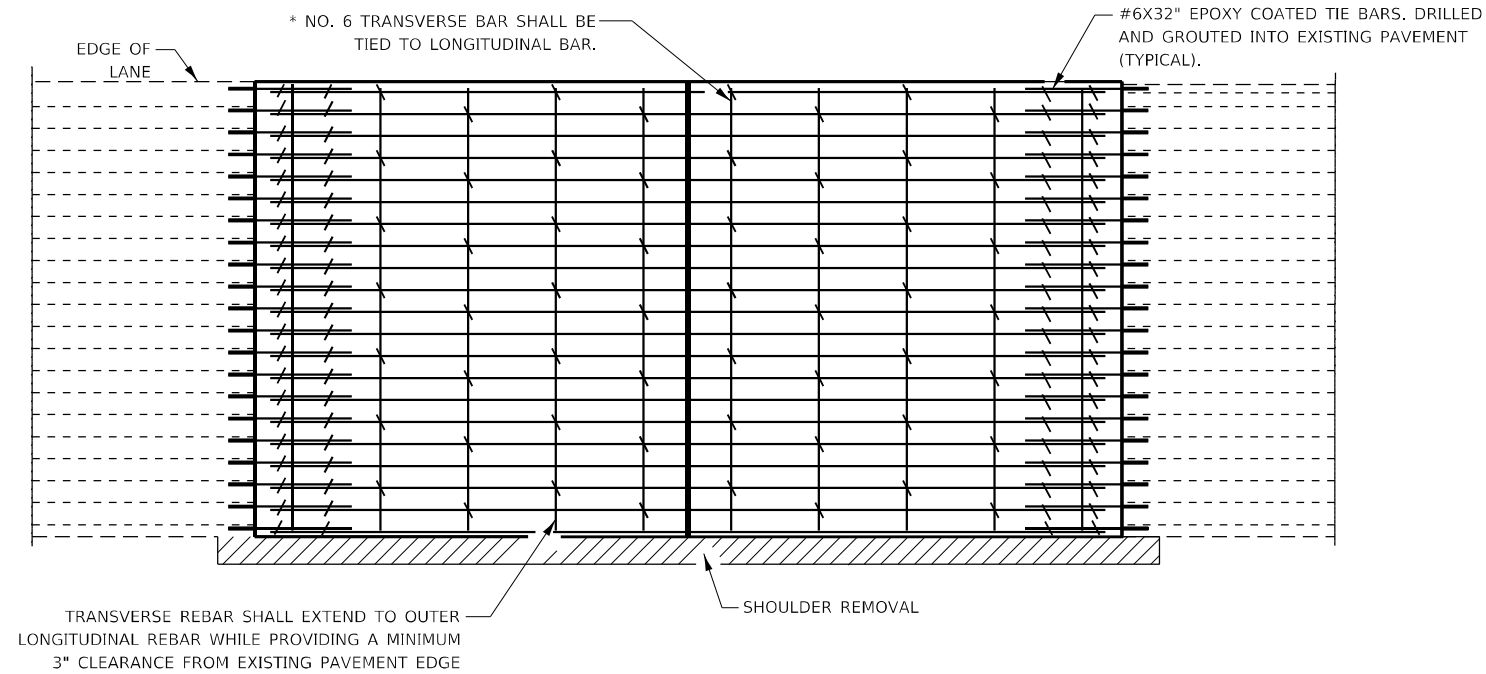 * NO. 6 TRANSVERSE BAR SHALL BE
TIED TO LONGITUDINAL BAR.
#6X32" EPOXY COATED TIE BARS. DRILLED
AND GROUTED INTO EXISTING PAVEMENT
(TYPICAL).
EDGE OF
LANE
SHOULDER REMOVAL
TRANSVERSE REBAR SHALL EXTEND TO OUTER
LONGITUDINAL REBAR WHILE PROVIDING A MINIMUM
3" CLEARANCE FROM EXISTING PAVEMENT EDGE